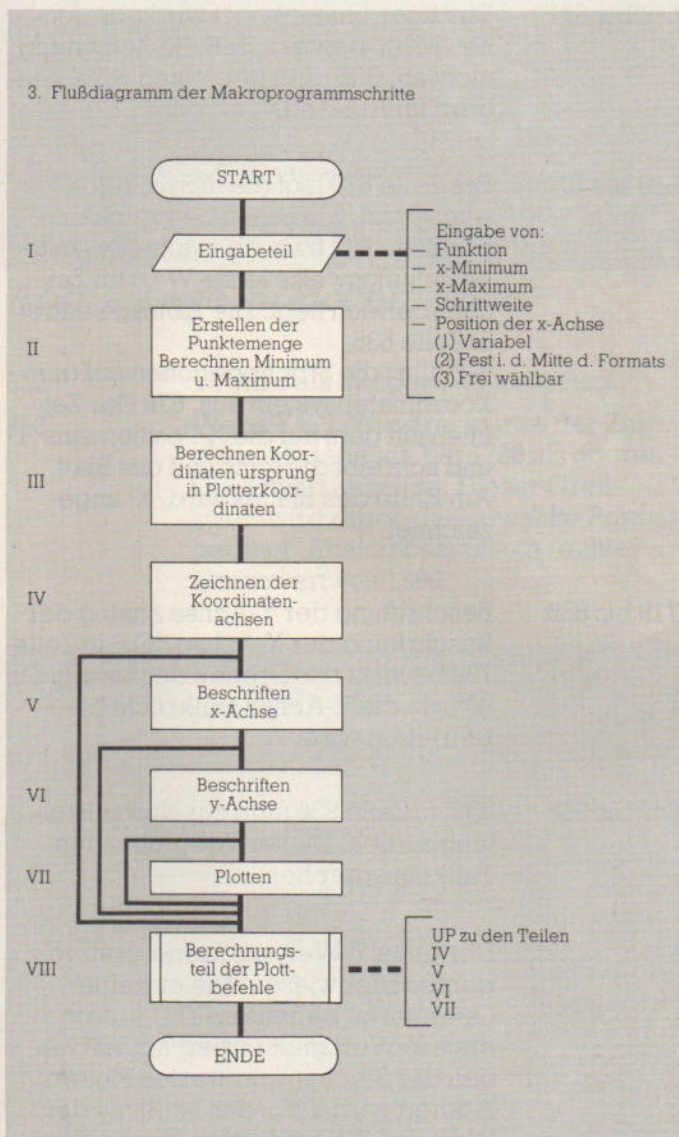 3. Flußdiagramm der Makroprogrammschritte
START
I
Eingabeteil
Eingabe von:
– Funktion
– x-Minimum
– x-Maximum
– Schrittweite
– Position der x-Achse
(1) Variabel
(2) Fest i. d. Mitte d. Formats
(3) Frei wählbar
II
Erstellen der
Punktemenge
Berechnen Minimum
u. Maximum
III
Berechnen Koor-
dinaten ursprung
in Plotterkoor-
dinaten
IV
Zeichnen der
Koordinaten-
achsen
V
Beschriften
x-Achse
VI
Beschriften
y-Achse
VII
Plotten
VIII
Berechnungs-
teil der Plott-
befehle
UP zu den Teilen
IV
V
VI
VII
ENDE